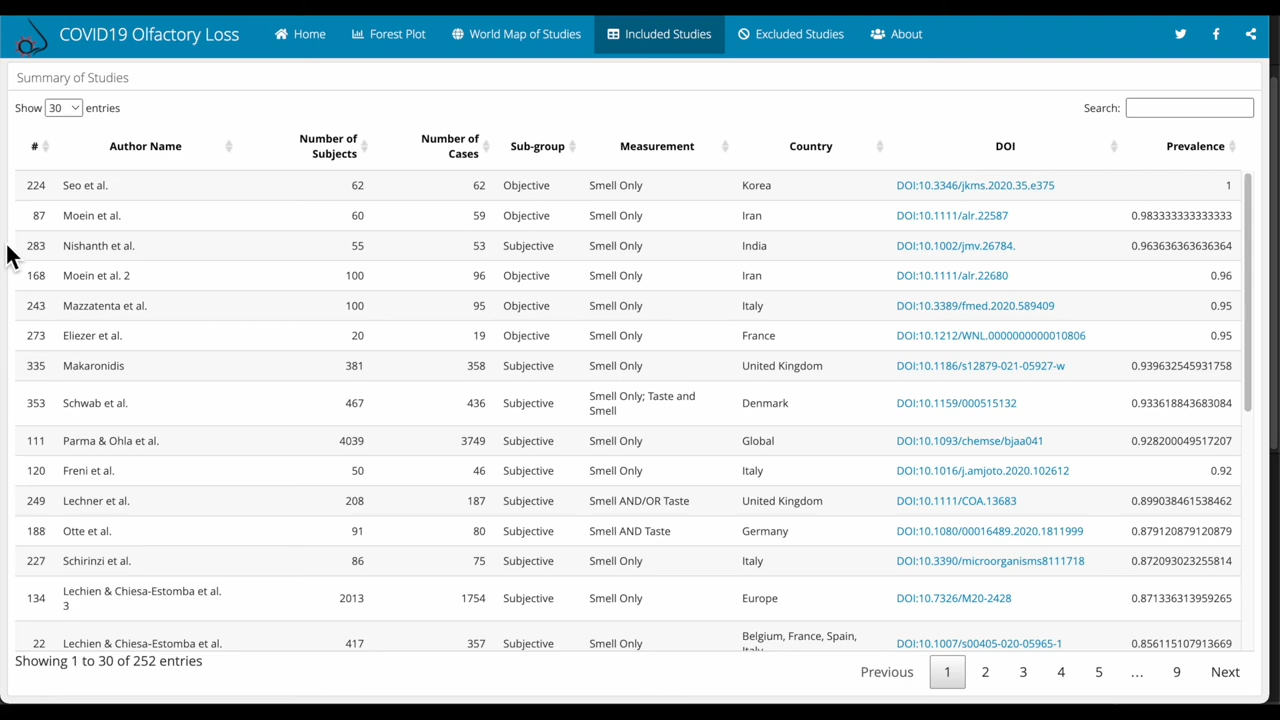 COVID19 Olfactory Loss Home Forest Plot World Map of Studies Included Studies Excluded Studies About
Summary of Studies
Show 30 entries Search:
# Author Name Number of Subjects Number of Cases Sub-group Measurement Country DOI Prevalence
224 Seo et al. 62 62 Objective Smell Only Korea DOI:10.3346/jkms.2020.35.e375 1
87 Moein et al. 60 59 Objective Smell Only Iran DOI:10.1111/alr.22587 0.983333333333333
283 Nishanth et al. 55 53 Subjective Smell Only India DOI:10.1002/jmv.26784. 0.963636363636364
168 Moein et al. 2 100 96 Objective Smell Only Iran DOI:10.1111/alr.22680 0.96
243 Mazzatenta et al. 100 95 Objective Smell Only Italy DOI:10.3389/fmed.2020.589409 0.95
273 Eliezer et al. 20 19 Objective Smell Only France DOI:10.1212/WNL.0000000000010806 0.95
335 Makaronidis 381 358 Subjective Smell Only United Kingdom DOI:10.1186/s12879-021-05927-w 0.939632545931758
353 Schwab et al. 467 436 Subjective Smell Only; Taste and Smell Denmark DOI:10.1159/000515132 0.933618843683084
111 Parma & Ohla et al. 4039 3749 Subjective Smell Only Global DOI:10.1093/chemse/bjaa041 0.928200049517207
120 Freni et al. 50 46 Subjective Smell Only Italy DOI:10.1016/j.amjoto.2020.102612 0.92
249 Lechner et al. 208 187 Subjective Smell AND/OR Taste United Kingdom DOI:10.1111/COA.13683 0.899038461538462
188 Otte et al. 91 80 Subjective Smell AND Taste Germany DOI:10.1080/00016489.2020.1811999 0.879120879120879
227 Schirinzi et al. 86 75 Subjective Smell Only Italy DOI:10.3390/microorganisms8111718 0.872093023255814
134 Lechien & Chiesa-Estomba et al. 3 2013 1754 Subjective Smell Only Europe DOI:10.7326/M20-2428 0.871336313959265
22 Lechien & Chiesa-Estomba et al. 417 357 Subjective Smell Only Belgium, France, Spain, Italy DOI:10.1007/s00405-020-05965-1 0.856115107913669
Showing 1 to 30 of 252 entries Previous 1 2 3 4 5 ... 9 Next